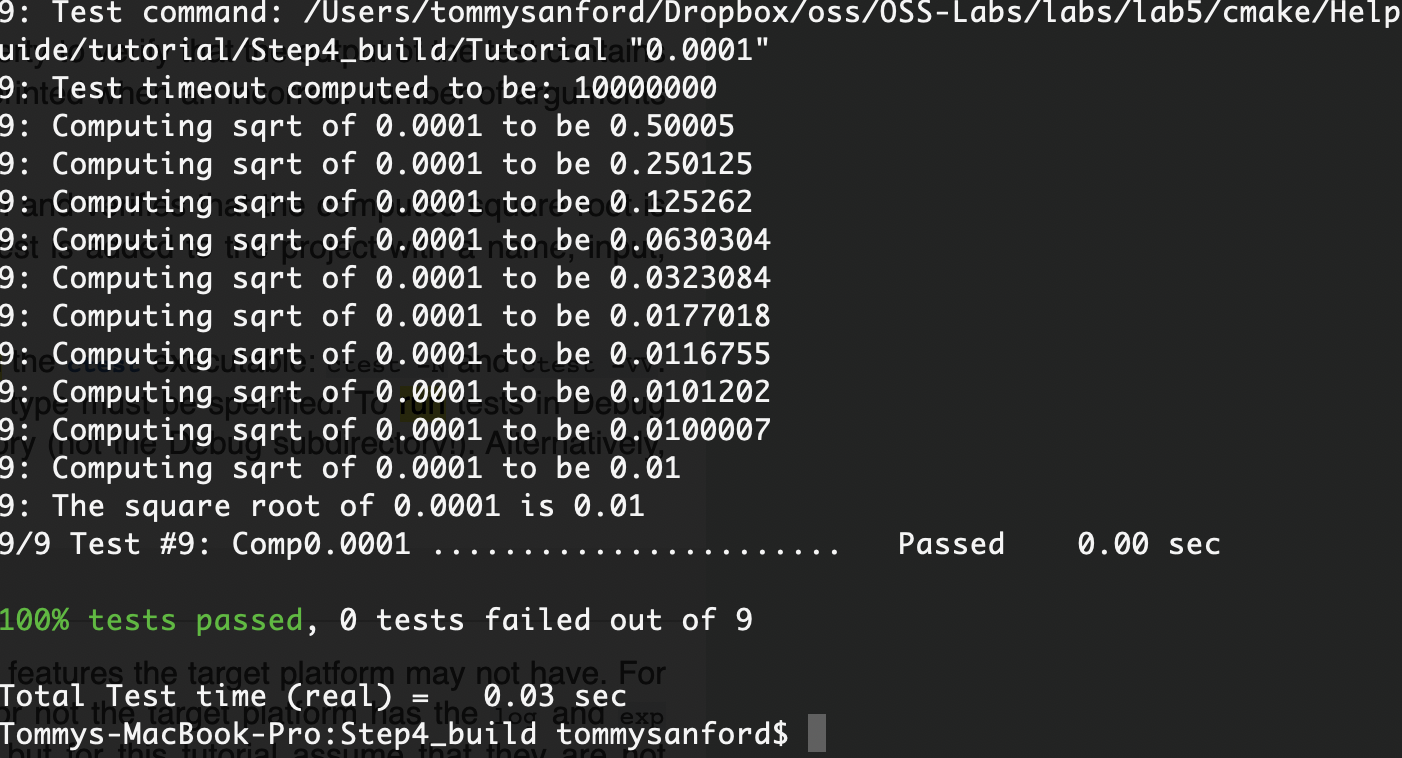 9: Test command: /Users/tommysanford/Dropbox/oss/OSS-Labs/labs/lab5/cmake/Help
uide/tutorial/Step4_build/Tutorial "0.0001"
9: Test timeout computed to be: 10000000
9: Computing sqrt of 0.0001 to be 0.50005
9: Computing sqrt of 0.0001 to be 0.250125
9: Computing sqrt of 0.0001 to be 0.125262
9: Computing sqrt of 0.0001 to be 0.0630304
9: Computing sqrt of 0.0001 to be 0.0323084
9: Computing sqrt of 0.0001 to be 0.0177018
9: Computing sqrt of 0.0001 to be 0.0116755
9: Computing sqrt of 0.0001 to be 0.0101202
9: Computing sqrt of 0.0001 to be 0.0100007
9: Computing sqrt of 0.0001 to be 0.01
9: The square root of 0.0001 is 0.01
9/9 Test #9: Comp0.0001 .......................   Passed    0.00 sec
100% tests passed, 0 tests failed out of 9
features the target platform may not have. For
Total Test time (real) =   0.03 sec
Tommys-MacBook-Pro:Step4_build tommysanford$